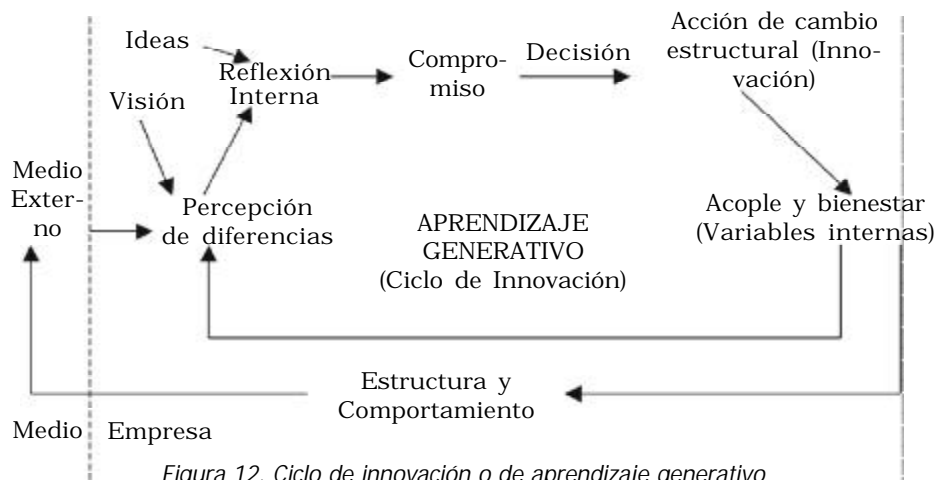 Ideas
Reflexión
Interna
Visión
Compro-
miso
Decisión
Acción de cambio
estructural (Inno-
vación)
Medio
Exter-
no
Percepción
de diferencias
APRENDIZAJE
GENERATIVO
(Ciclo de Innovación)
Acople y bienestar
(Variables internas)
Estructura y
Comportamiento
Medio
Empresa
Figura 12. Ciclo de innovación o de aprendizaje generativo